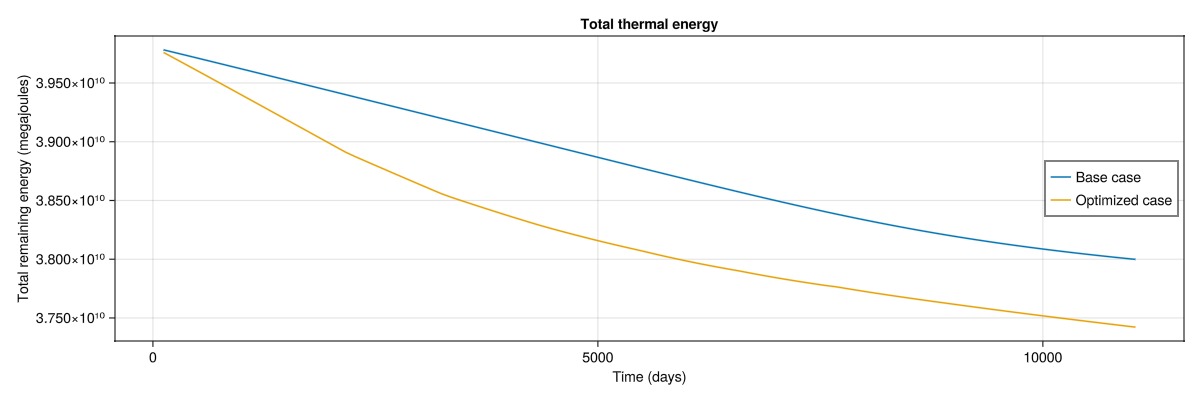 Total thermal energy
Total remaining energy (megajoules)
3.950×10¹⁰
3.900×10¹⁰
3.850×10¹⁰
3.800×10¹⁰
3.750×10¹⁰
Base case
Optimized case
0
5000
10000
Time (days)